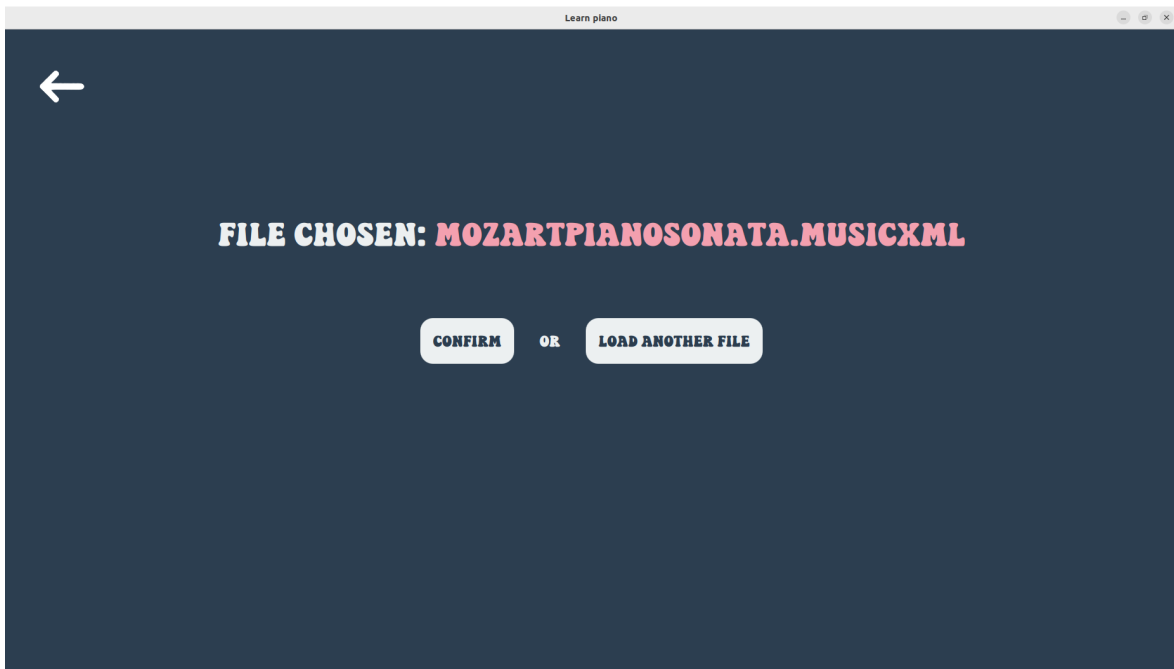 Learn piano
FILE CHOSEN: MOZARTPIANOSONATA.MUSICXML
CONFIRM OR LOAD ANOTHER FILE